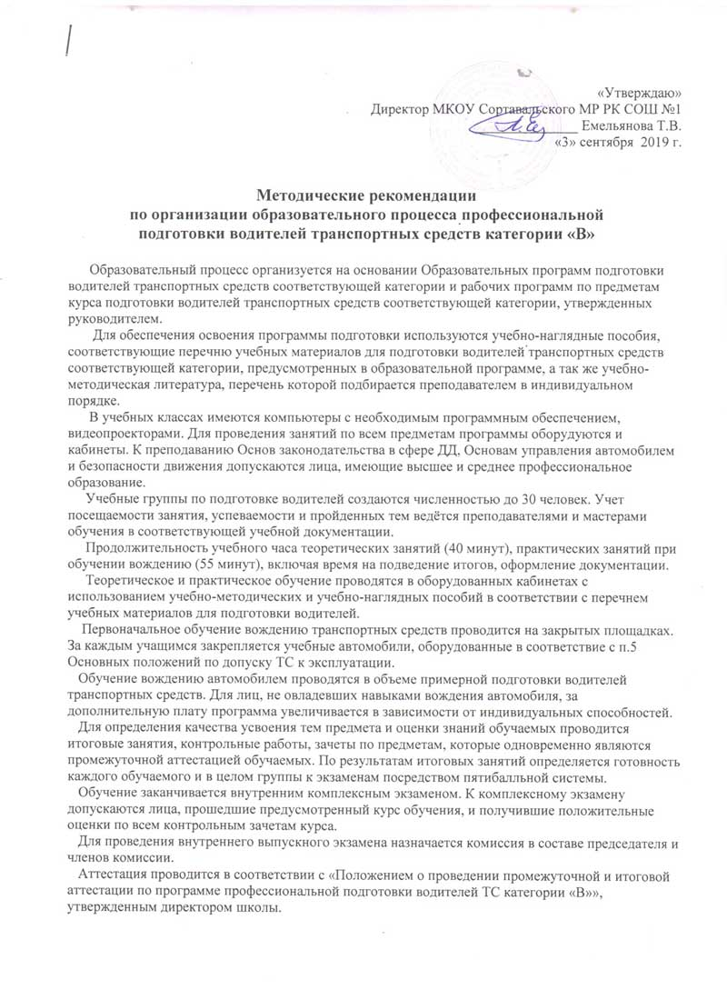 «Утверждаю»
Директор МКОУ Сортавальского МР РК СОШ №1
Емельянова Т.В.
«3» сентября 2019 г.
Методические рекомендации
по организации образовательного процесса профессиональной
подготовки водителей транспортных средств категории «В»
Образовательный процесс организуется на основании Образовательных программ подготовки
водителей транспортных средств соответствующей категории и рабочих программ по предметам
курса подготовки водителей транспортных средств соответствующей категории, утвержденных
руководителем.
Для обеспечения освоения программы подготовки используются учебно-наглядные пособия,
соответствующие перечню учебных материалов для подготовки водителей транспортных средств
соответствующей категории, предусмотренных в образовательной программе, а так же учебно-
методическая литература, перечень которой подбирается преподавателем в индивидуальном
порядке.
В учебных классах имеются компьютеры с необходимым программным обеспечением,
видеопроекторами. Для проведения занятий по всем предметам программы оборудуются и
кабинеты. К преподаванию Основ законодательства в сфере ДД, Основам управления автомобилем
и безопасности движения допускаются лица, имеющие высшее и среднее профессиональное
образование.
Учебные группы по подготовке водителей создаются численностью до 30 человек. Учет
посещаемости занятия, успеваемости и пройденных тем ведётся преподавателями и мастерами
обучения в соответствующей учебной документации.
Продолжительность учебного часа теоретических занятий (40 минут), практических занятий при
обучении вождению (55 минут), включая время на подведение итогов, оформление документации.
Теоретическое и практическое обучение проводятся в оборудованных кабинетах с
использованием учебно-методических и учебно-наглядных пособий в соответствии с перечнем
учебных материалов для подготовки водителей.
Первоначальное обучение вождению транспортных средств проводится на закрытых площадках.
За каждым учащимся закрепляется учебные автомобили, оборудованные в соответствие с п.5
Основных положений по допуску ТС к эксплуатации.
Обучение вождению автомобилем проводятся в объеме примерной подготовки водителей
транспортных средств. Для лиц, не овладевших навыками вождения автомобиля, за
дополнительную плату программа увеличивается в зависимости от индивидуальных способностей.
Для определения качества усвоения тем предмета и оценки знаний обучаемых проводится
итоговые занятия, контрольные работы, зачеты по предметам, которые одновременно являются
промежуточной аттестацией обучаемых. По результатам итоговых занятий определяется готовность
каждого обучаемого и в целом группы к экзаменам посредством пятибалльной системы.
Обучение заканчивается внутренним комплексным экзаменом. К комплексному экзамену
допускаются лица, прошедшие предусмотренный курс обучения, и получившие положительные
оценки по всем контрольным зачетам курса.
Для проведения внутреннего выпускного экзамена назначается комиссия в составе председателя и
членов комиссии.
Аттестация проводится в соответствии с «Положением о проведении промежуточной и итоговой
аттестации по программе профессиональной подготовки водителей ТС категории «В»»,
утвержденным директором школы.